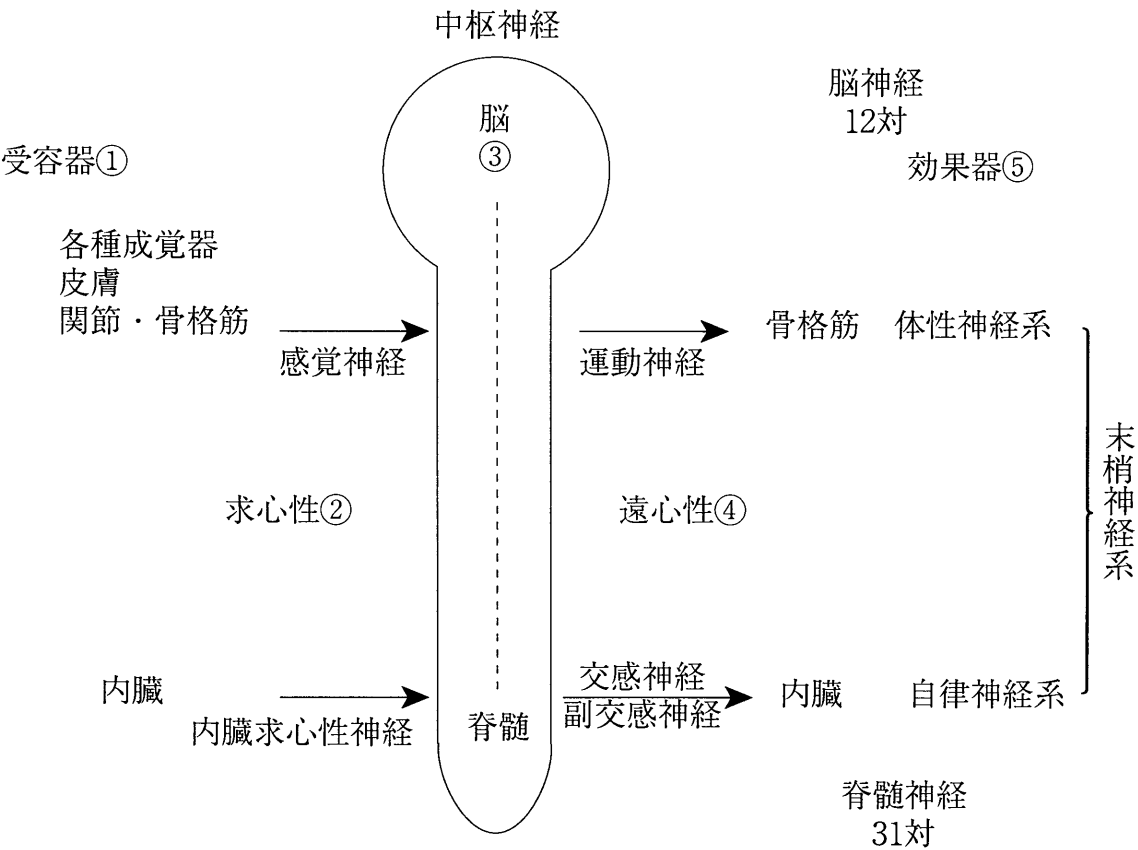 中枢神経
脳神経
12対
脳
③
受容器①
効果器⑤
各種成覚器
皮膚
関節・骨格筋
感覚神経
運動神経
骨格筋
体性神経系
末梢神経系
求心性②
遠心性④
内臓
内臓求心性神経
脊髄
交感神経
副交感神経
内臓
自律神経系
脊髄神経
31対